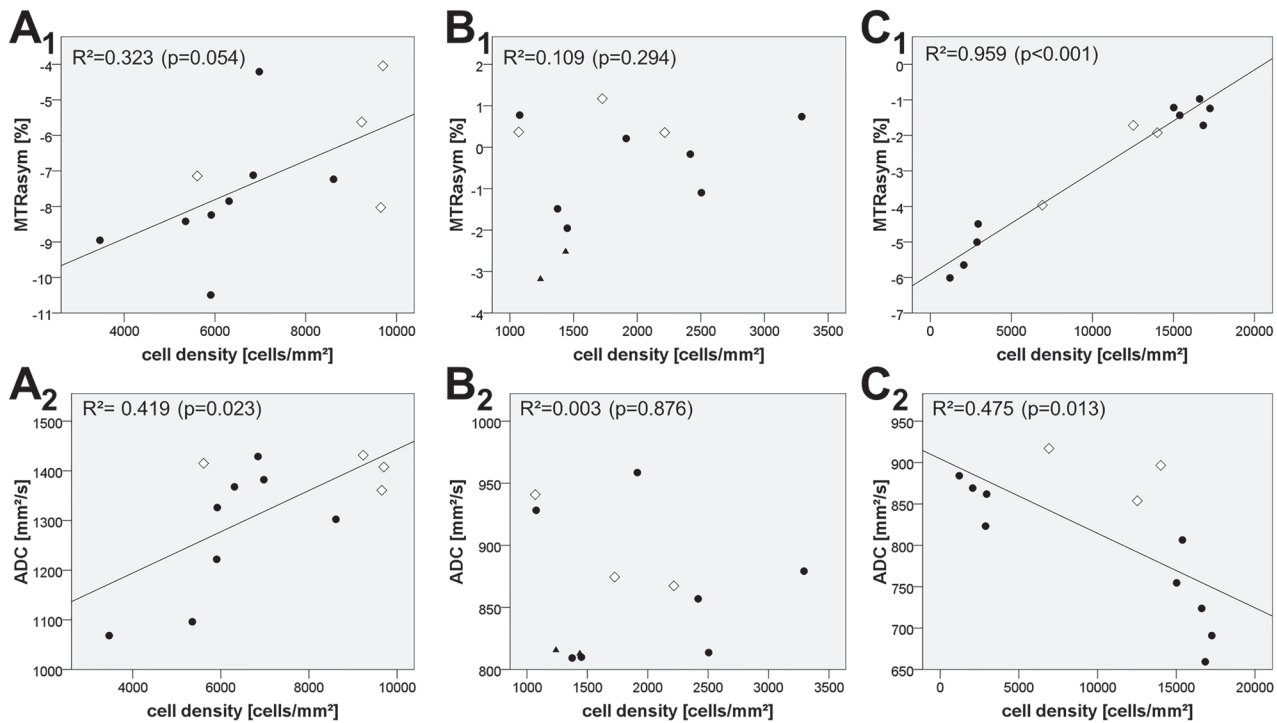 A1
R²=0.323 (p=0.054)
MTRasym [%]
-4
-5
-6
-7
-8
-9
-10
-11
4000 6000 8000 10000
cell density [cells/mm²]
B1
R²=0.109 (p=0.294)
MTRasym [%]
2
1
0
-1
-2
-3
-4
1000 1500 2000 2500 3000 3500
cell density [cells/mm²]
C1
R²=0.959 (p<0.001)
MTRasym [%]
0
-1
-2
-3
-4
-5
-6
-7
0 5000 10000 15000 20000
cell density [cells/mm²]
A2
R²= 0.419 (p=0.023)
ADC [mm²/s]
1500
1400
1300
1200
1100
1000
4000 6000 8000 10000
cell density [cells/mm²]
B2
R²=0.003 (p=0.876)
ADC [mm²/s]
1000
950
900
850
800
1000 1500 2000 2500 3000 3500
cell density [cells/mm²]
C2
R²=0.475 (p=0.013)
ADC [mm²/s]
950
900
850
800
750
700
650
0 5000 10000 15000 20000
cell density [cells/mm²]